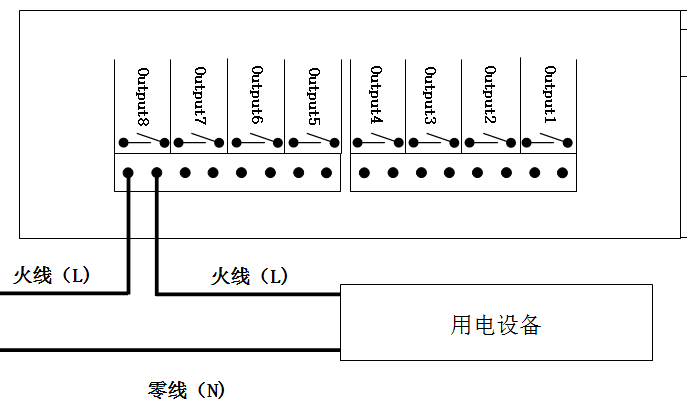 Output8
Output7
Output6
Output5
Output4
Output3
Output2
Output1
火线（L)
火线（L)
用电设备
零线（N)